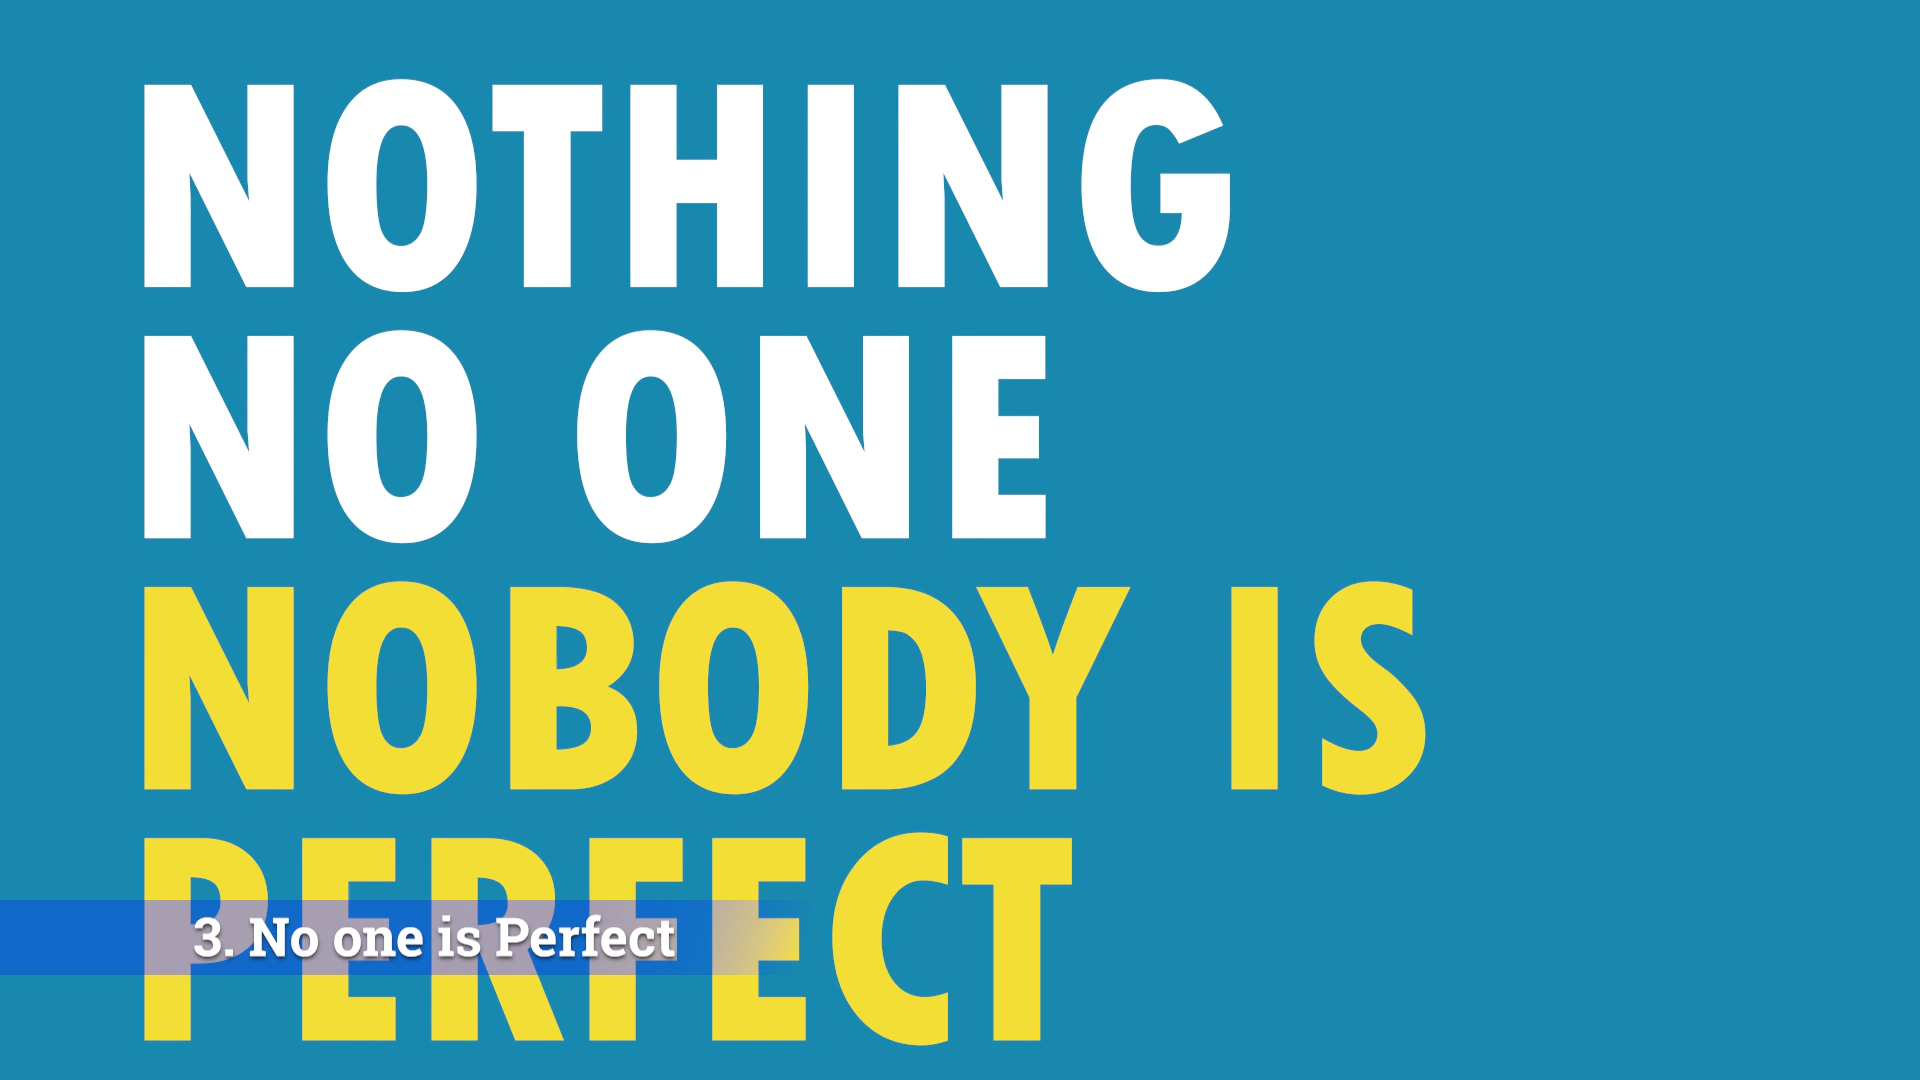 NOTHING
NO ONE
NOBODY IS
PERFECT
3. No one is Perfect